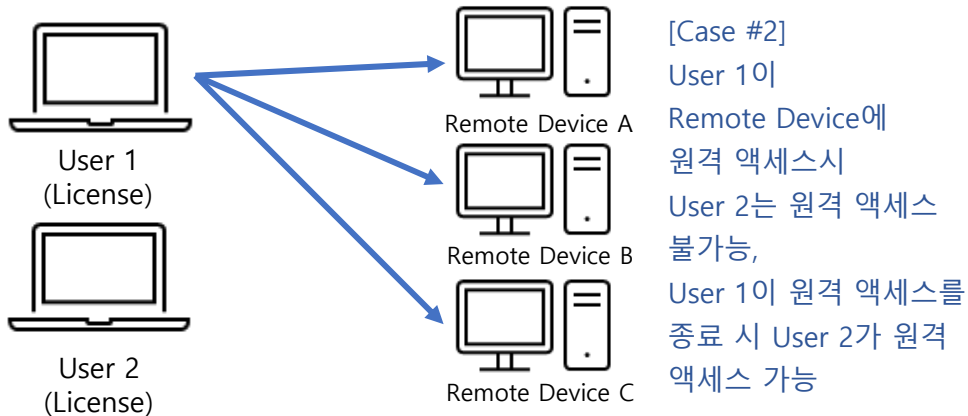 User 1
(License)
User 2
(License)
Remote Device A
Remote Device B
Remote Device C
[Case #2]
User 1이
Remote Device에
원격 액세스시
User 2는 원격 액세스
불가능,
User 1이 원격 액세스를
종료 시 User 2가 원격
액세스 가능